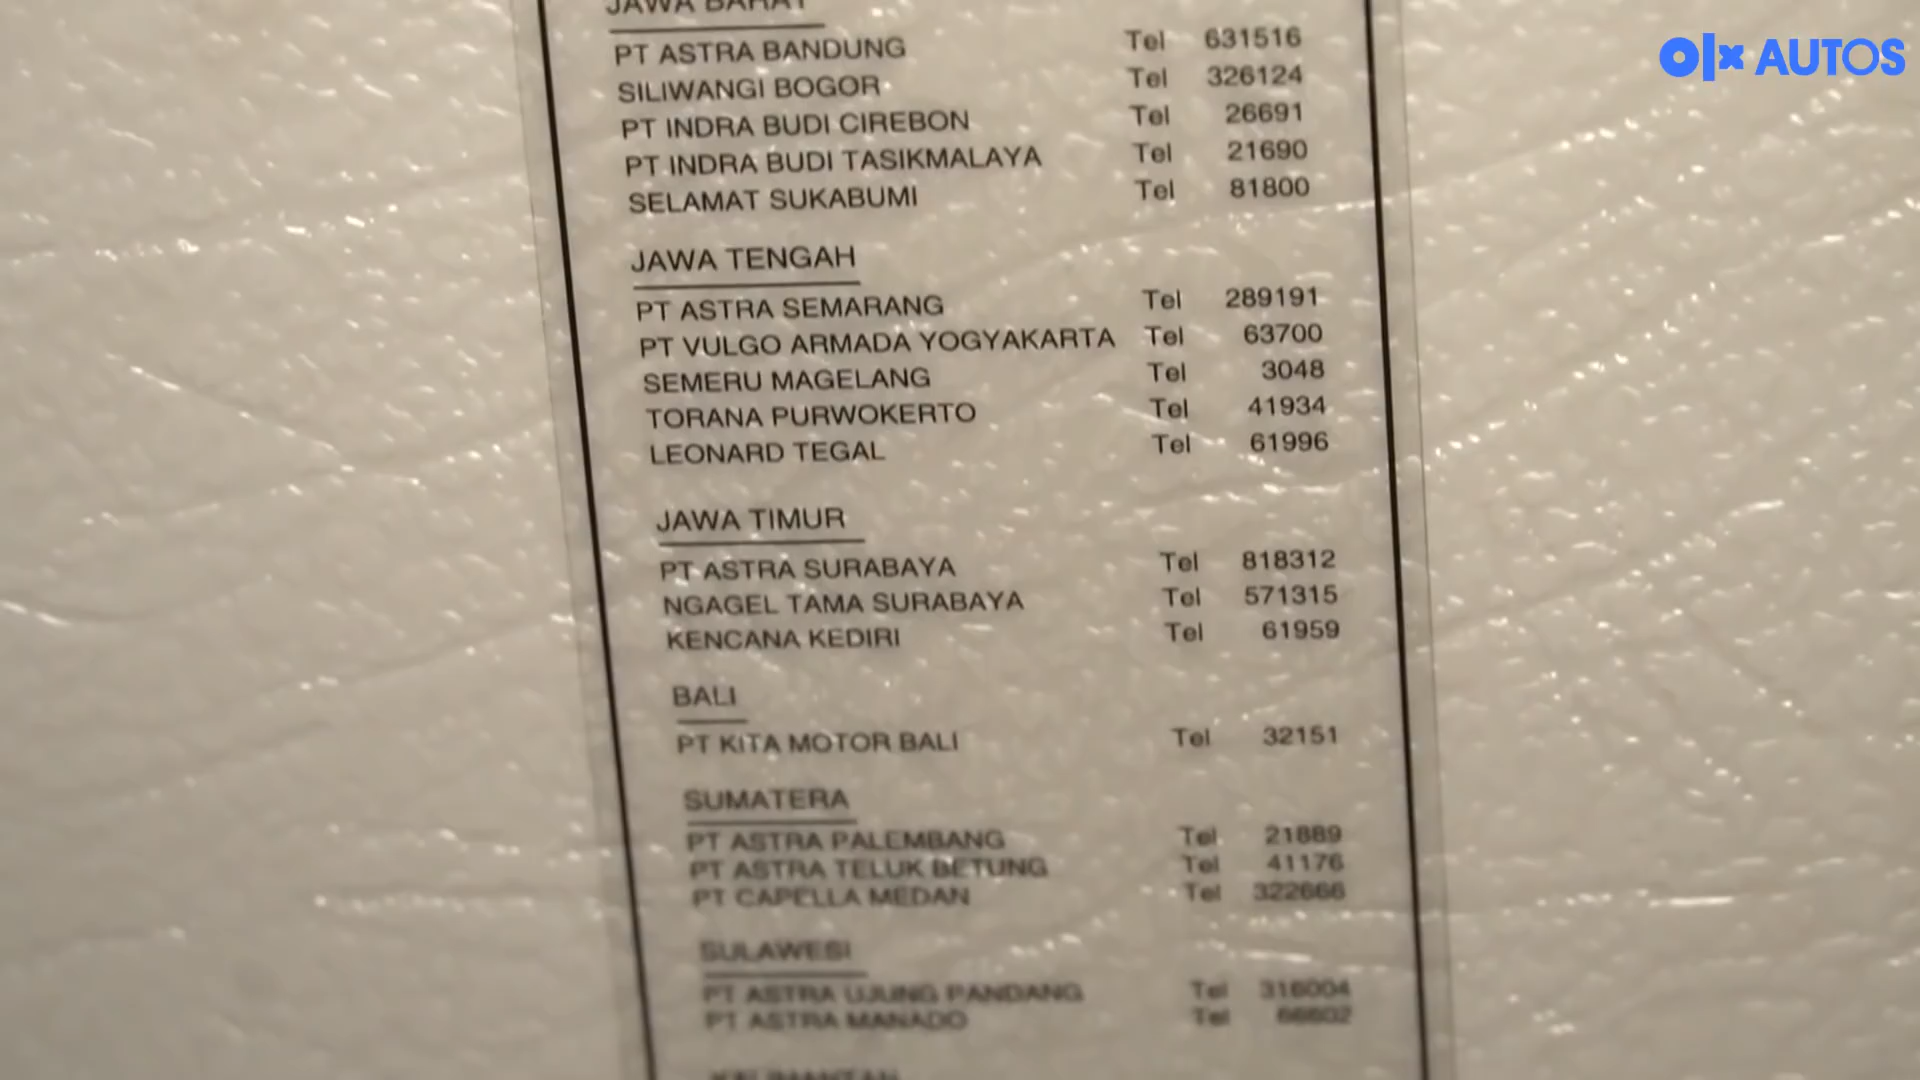 JAWA BARAT
PT ASTRA BANDUNG Tel 631516
SILIWANGI BOGOR Tel 326124
PT INDRA BUDI CIREBON Tel 26691
PT INDRA BUDI TASIKMALAYA Tel 21690
SELAMAT SUKABUMI Tel 81800
JAWA TENGAH
PT ASTRA SEMARANG Tel 289191
PT VULGO ARMADA YOGYAKARTA Tel 63700
SEMERU MAGELANG Tel 3048
TORANA PURWOKERTO Tel 41934
LEONARD TEGAL Tel 61996
JAWA TIMUR
PT ASTRA SURABAYA Tel 818312
NGAGEL TAMA SURABAYA Tel 571315
KENCANA KEDIRI Tel 61959
BALI
PT KITA MOTOR BALI Tel 32151
SUMATERA
PT ASTRA PALEMBANG Tel 21889
PT ASTRA TELUK BETUNG Tel 41176
PT CAPELLA MEDAN Tel 322666
SULAWESI
PT ASTRA UJUNG PANDANG Tel 316004
PT ASTRA MANADO Tel
KALIMANTAN
olx AUTOS